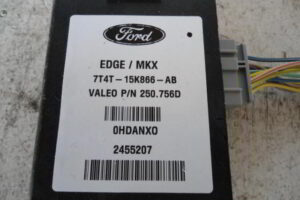 Ford
EDGE / MKX
7T4T-15K866-AB
VALEO P/N 250.756D
0HDANX0
2455207